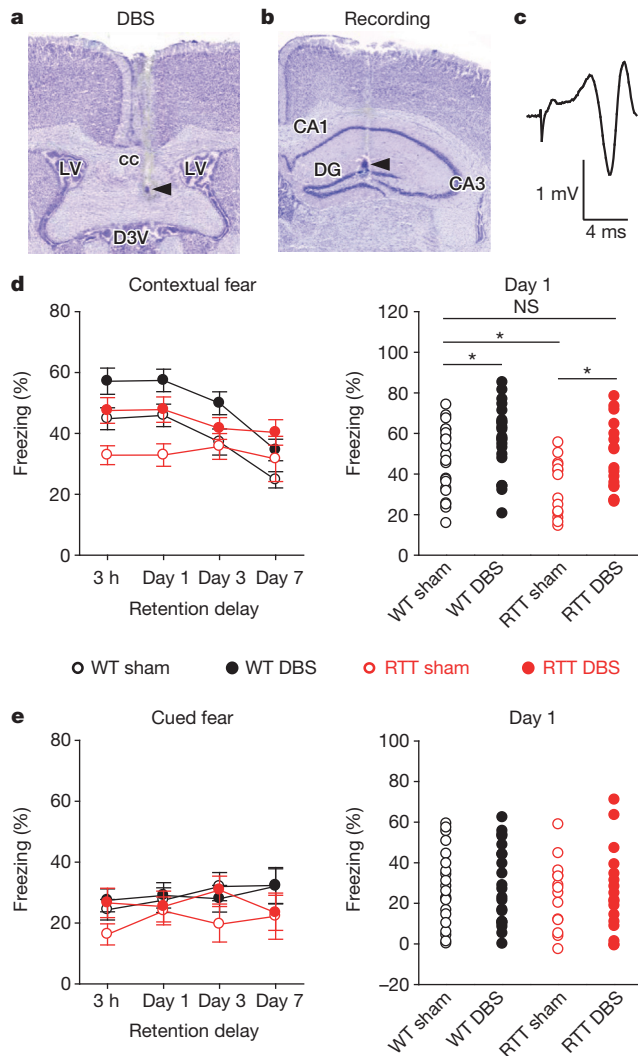 a DBS
b Recording
c
LV
cc
LV
D3V
CA1
DG
CA3
1 mV
4 ms
d Contextual fear
Freezing (%)
80
60
40
20
0
3 h Day 1 Day 3 Day 7
Retention delay
Day 1
NS
*
*
*
Freezing (%)
120
100
80
60
40
20
0
WT sham
WT DBS
RTT sham
RTT DBS
WT sham WT DBS RTT sham RTT DBS
e Cued fear
Freezing (%)
80
60
40
20
0
3 h Day 1 Day 3 Day 7
Retention delay
Day 1
Freezing (%)
80
60
40
20
0
–20
WT sham
WT DBS
RTT sham
RTT DBS